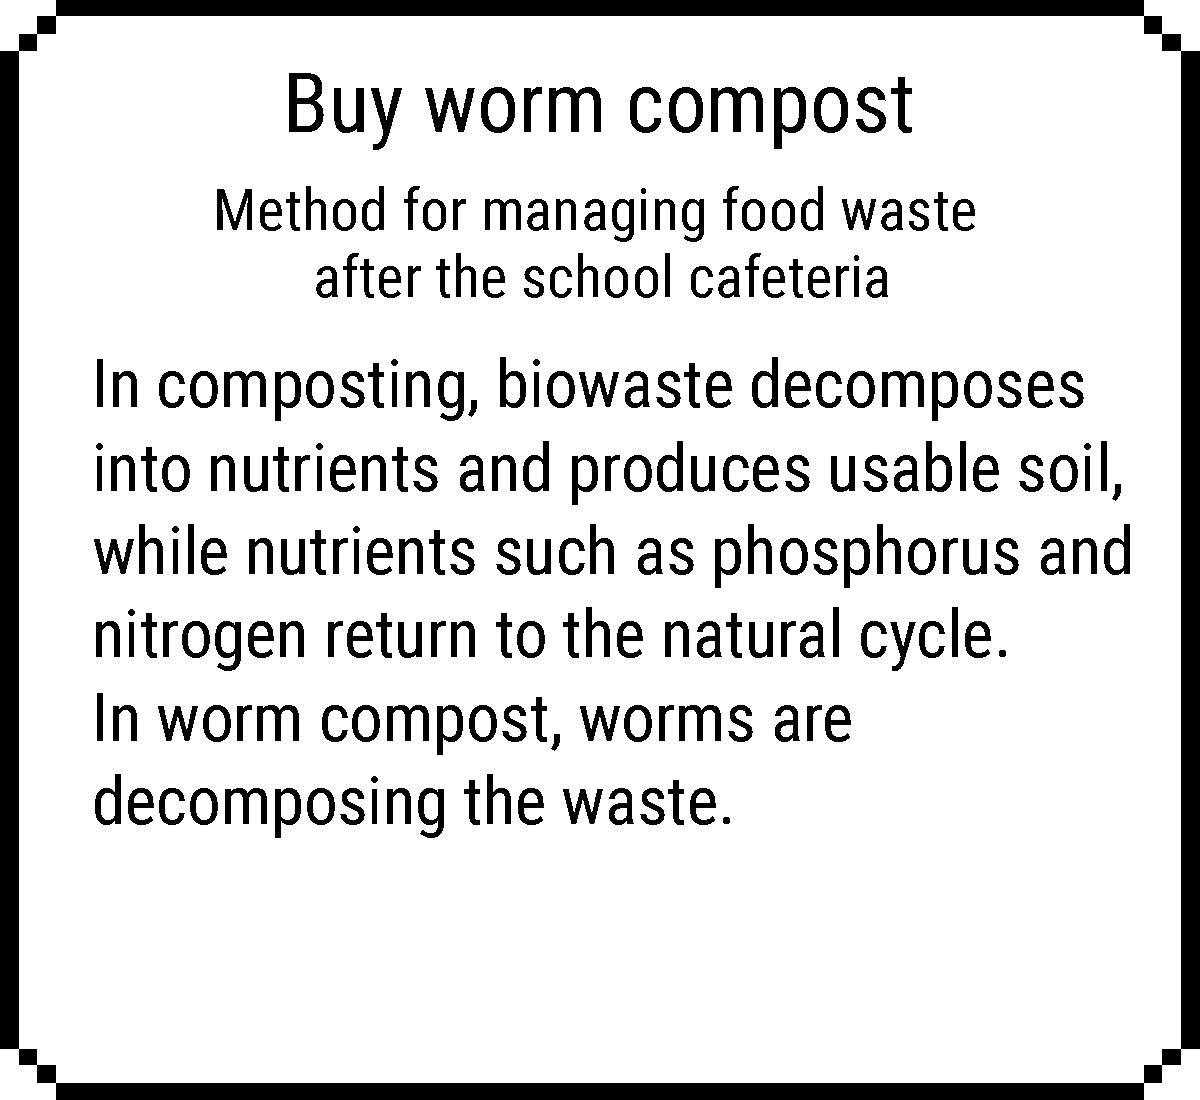 Buy worm compost
Method for managing food waste
after the school cafeteria
In composting, biowaste decomposes
into nutrients and produces usable soil,
while nutrients such as phosphorus and
nitrogen return to the natural cycle.
In worm compost, worms are
decomposing the waste.